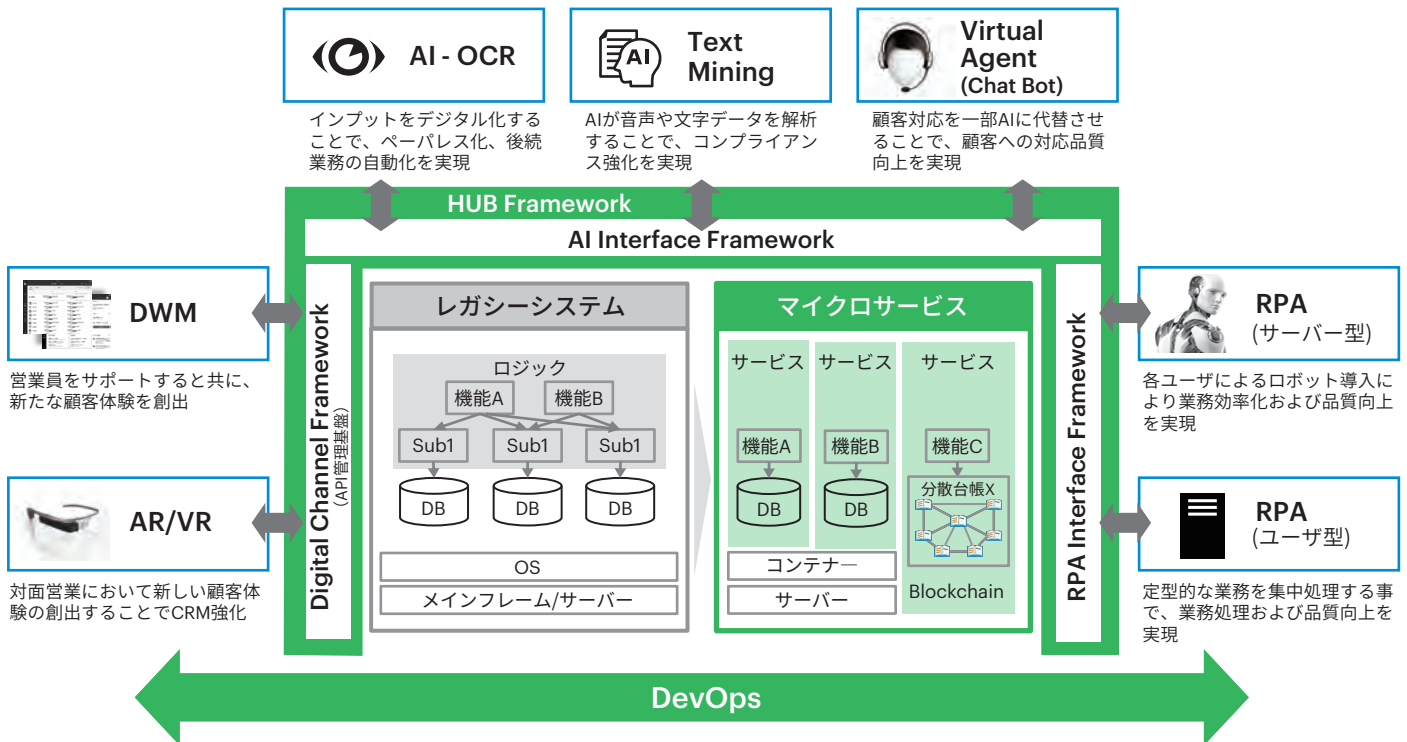 AI - OCR
インプットをデジタル化する
ことで、ペーパレス化、後続
業務の自動化を実現
AI
Text
Mining
AIが音声や文字データを解析
することで、コンプライアン
ス強化を実現
Virtual
Agent
(Chat Bot)
顧客対応を一部AIに代替させ
ることで、顧客への対応品質
向上を実現
HUB Framework
AI Interface Framework
DWM
営業員をサポートすると共に、
新たな顧客体験を創出
AR/VR
対面営業において新しい顧客体
験の創出することでCRM強化
Digital Channel Framework
(API管理基盤)
レガシーシステム
ロジック
機能A
機能B
Sub1
Sub1
Sub1
DB
DB
DB
OS
メインフレーム/サーバー
マイクロサービス
サービス
サービス
サービス
機能A
機能B
機能C
DB
DB
分散台帳X
コンテナ―
サーバー
Blockchain
RPA Interface Framework
RPA
(サーバー型)
各ユーザによるロボット導入に
より業務効率化および品質向上
を実現
RPA
(ユーザ型)
定型的な業務を集中処理する事
で、業務処理および品質向上を
実現
DevOps